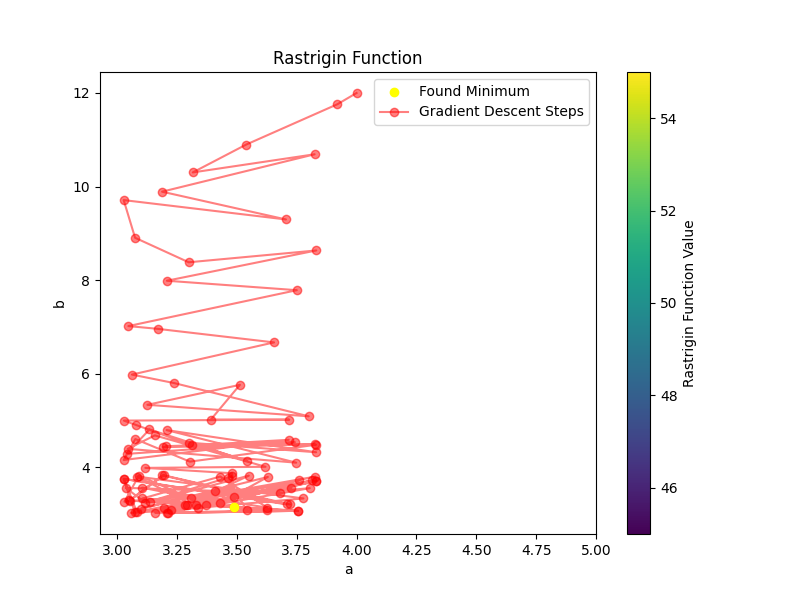 Rastrigin Function
Found Minimum
Gradient Descent Steps
b
12
10
8
6
4
3.00 3.25 3.50 3.75 4.00 4.25 4.50 4.75 5.00
a
54
52
50
48
46
Rastrigin Function Value